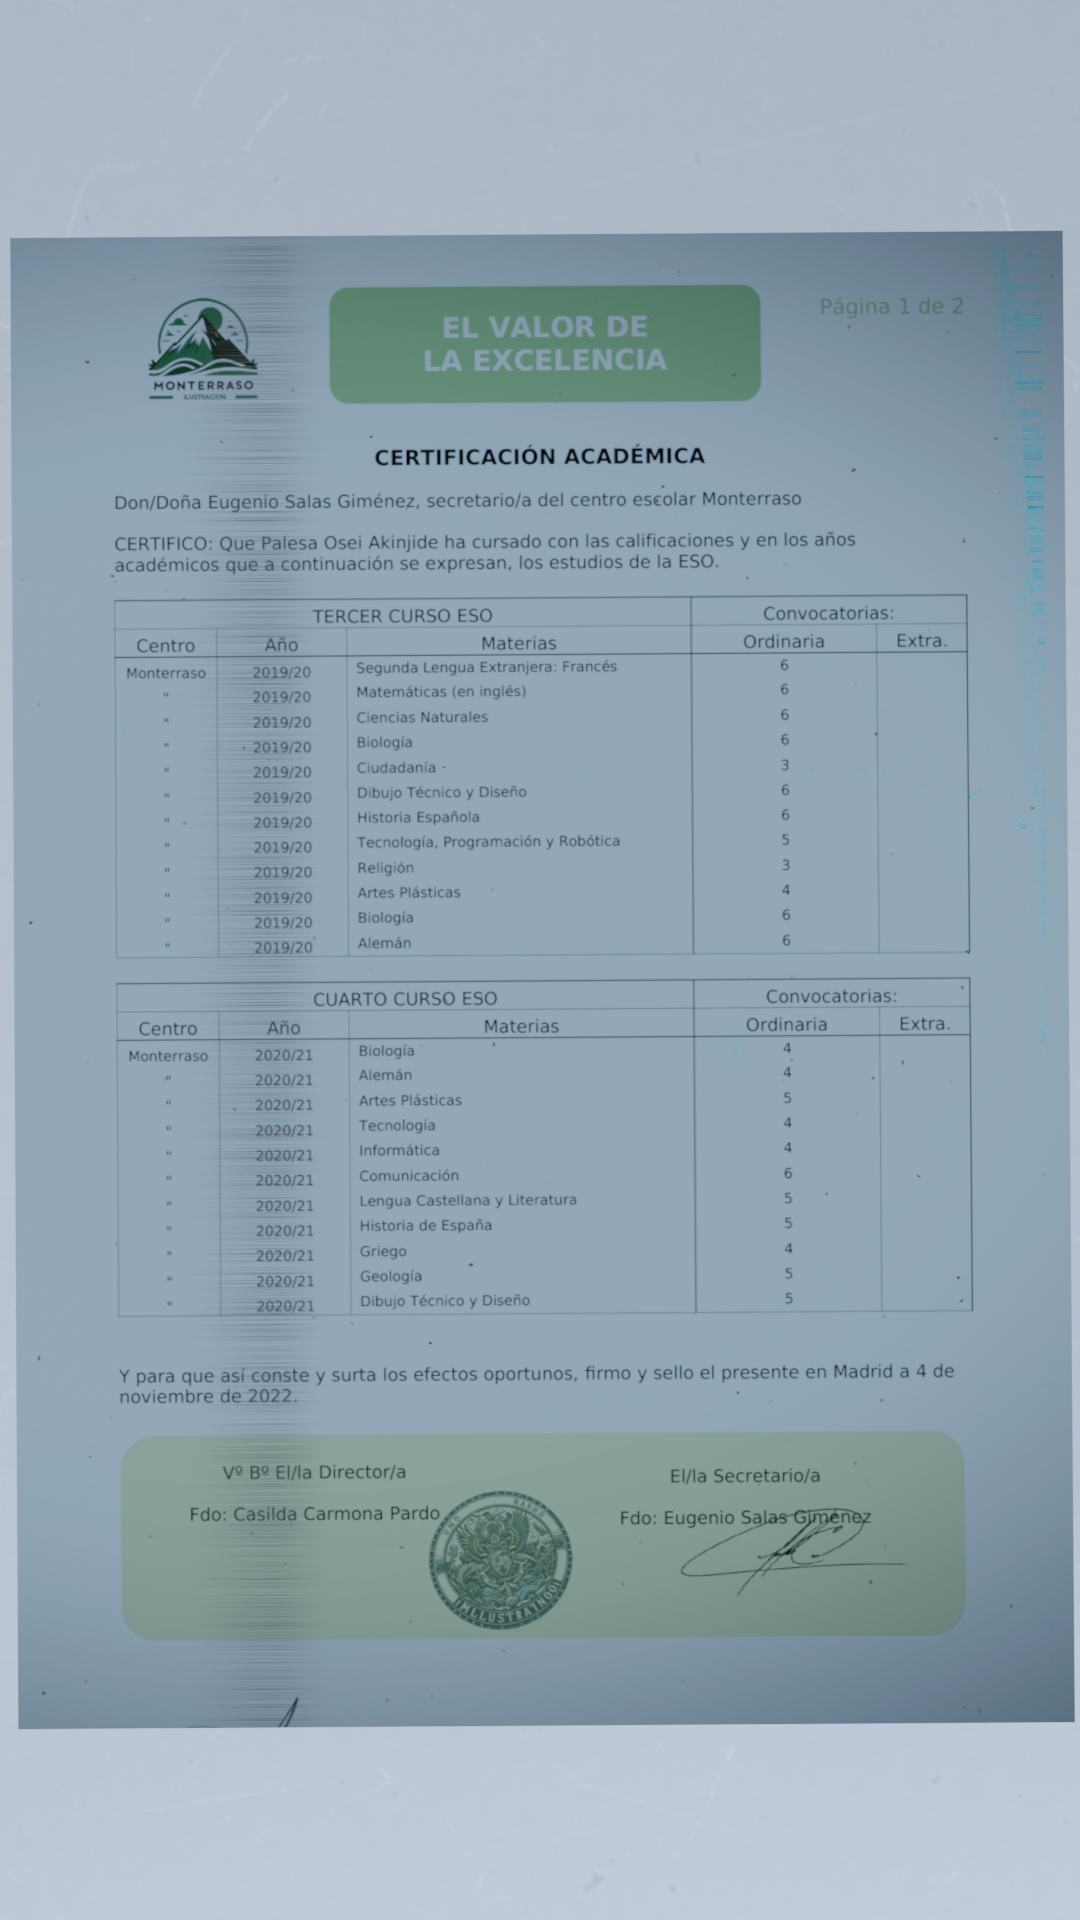 MONTERRASO
ILUSTRACIÓN
EL VALOR DE
LA EXCELENCIA
Página 1 de 2
CERTIFICACIÓN ACADÉMICA
Don/Doña Eugenio Salas Giménez, secretario/a del centro escolar Monterraso
CERTIFICO: Que Palesa Osei Akinjide ha cursado con las calificaciones y en los años
académicos que a continuación se expresan, los estudios de la ESO.
TERCER CURSO ESO Convocatorias:
Centro Año Materias Ordinaria Extra.
Monterraso 2019/20 Segunda Lengua Extranjera: Francés 6
" 2019/20 Matemáticas (en inglés) 6
" 2019/20 Ciencias Naturales 6
" 2019/20 Biología 6
" 2019/20 Ciudadanía 3
" 2019/20 Dibujo Técnico y Diseño 6
" 2019/20 Historia Española 6
" 2019/20 Tecnología, Programación y Robótica 5
" 2019/20 Religión 3
" 2019/20 Artes Plásticas 4
" 2019/20 Biología 6
" 2019/20 Alemán 6
CUARTO CURSO ESO Convocatorias:
Centro Año Materias Ordinaria Extra.
Monterraso 2020/21 Biología 4
" 2020/21 Alemán 4
" 2020/21 Artes Plásticas 5
" 2020/21 Tecnología 4
" 2020/21 Informática 4
" 2020/21 Comunicación 6
" 2020/21 Lengua Castellana y Literatura 5
" 2020/21 Historia de España 5
" 2020/21 Griego 4
" 2020/21 Geología 5
" 2020/21 Dibujo Técnico y Diseño 5
Y para que así conste y surta los efectos oportunos, firmo y sello el presente en Madrid a 4 de
noviembre de 2022.
Vº Bº El/la Director/a
El/la Secretario/a
Fdo: Casilda Carmona Pardo
Fdo: Eugenio Salas Giménez